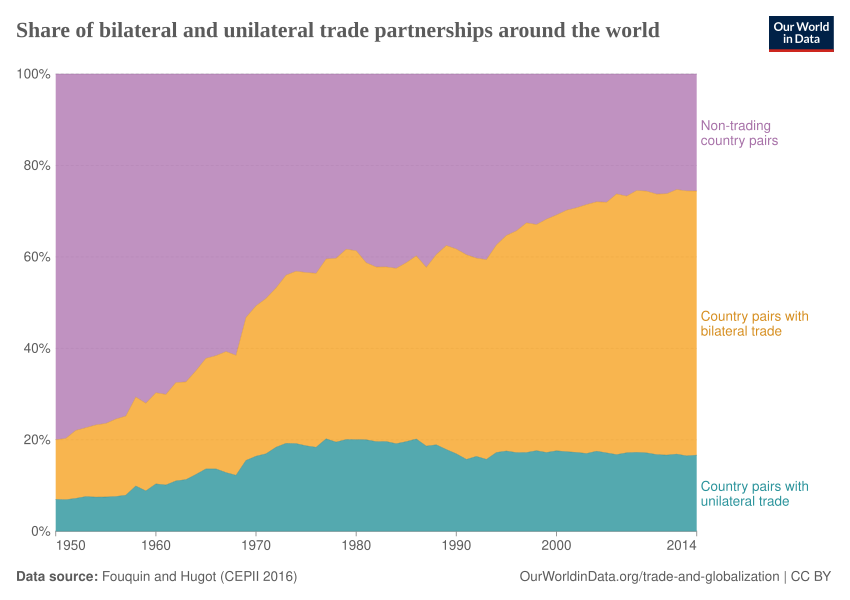 Share of bilateral and unilateral trade partnerships around the world
Our World
in Data
100%
80%
60%
40%
20%
0%
Non-trading
country pairs
Country pairs with
bilateral trade
Country pairs with
unilateral trade
1950
1960
1970
1980
1990
2000
2014
Data source: Fouquin and Hugot (CEPII 2016)
OurWorldinData.org/trade-and-globalization | CC BY